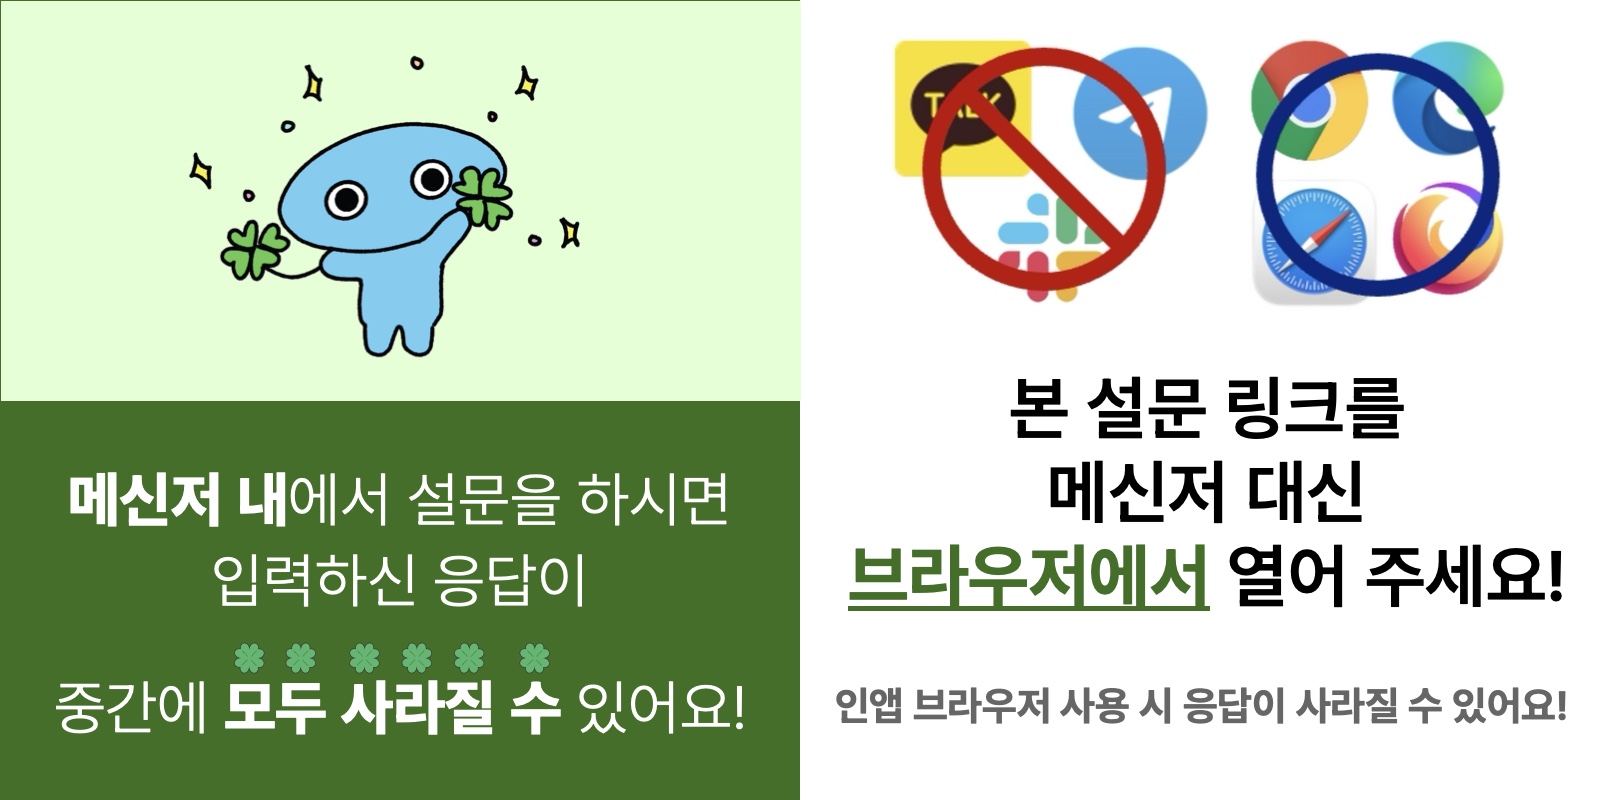 메신저 내에서 설문을 하시면
입력하신 응답이
중간에 모두 사라질 수 있어요!
TALK
본 설문 링크를
메신저 대신
브라우저에서 열어 주세요!
인앱 브라우저 사용 시 응답이 사라질 수 있어요!